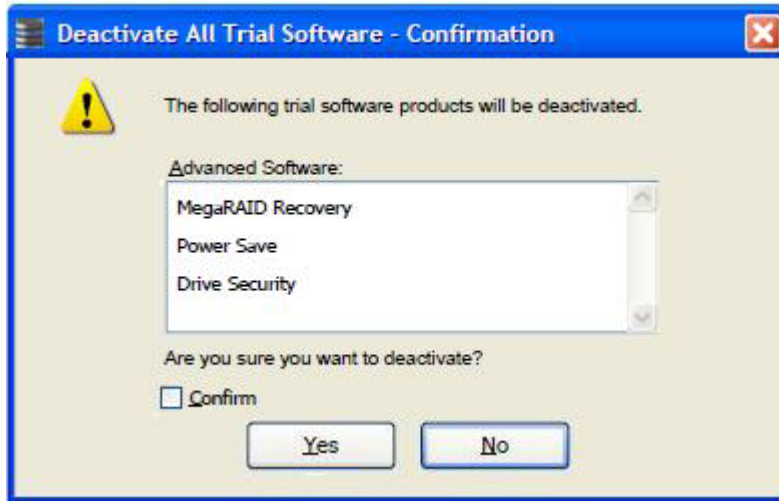 Deactivate All Trial Software - Confirmation
The following trial software products will be deactivated.
Advanced Software:
MegaRAID Recovery
Power Save
Drive Security
Are you sure you want to deactivate?
Confirm
Yes
No